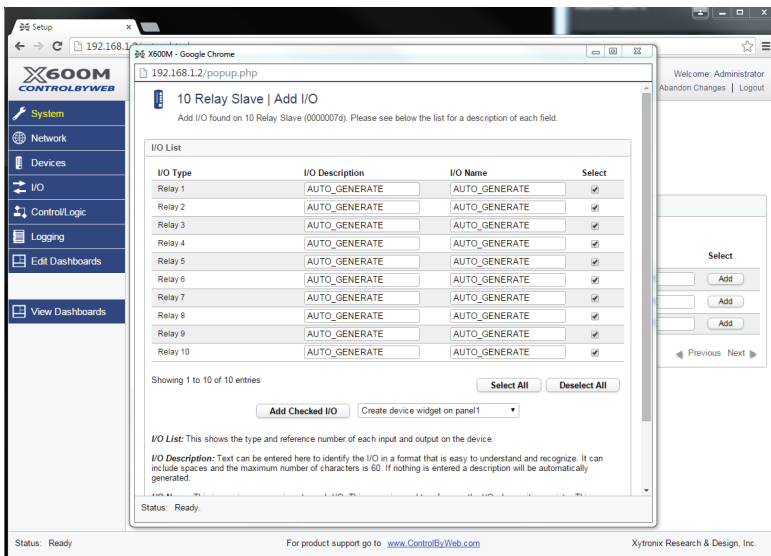 Setup
192.168.1
X600M
CONTROLBYWEB
Welcome: Administrator
Abandon Changes | Logout
System
Network
Devices
I/O
Control/Logic
Logging
Edit Dashboards
View Dashboards
X600M - Google Chrome
192.168.1.2/popup.php
10 Relay Slave | Add I/O
Add I/O found on 10 Relay Slave (0000007d). Please see below the list for a description of each field.
I/O List
I/O Type I/O Description I/O Name Select
Relay 1 AUTO_GENERATE AUTO_GENERATE
Relay 2 AUTO_GENERATE AUTO_GENERATE
Relay 3 AUTO_GENERATE AUTO_GENERATE
Relay 4 AUTO_GENERATE AUTO_GENERATE
Relay 5 AUTO_GENERATE AUTO_GENERATE
Relay 6 AUTO_GENERATE AUTO_GENERATE
Relay 7 AUTO_GENERATE AUTO_GENERATE
Relay 8 AUTO_GENERATE AUTO_GENERATE
Relay 9 AUTO_GENERATE AUTO_GENERATE
Relay 10 AUTO_GENERATE AUTO_GENERATE
Showing 1 to 10 of 10 entries
Select All Deselect All
Add Checked I/O Create device widget on panel1
I/O List: This shows the type and reference number of each input and output on the device.
I/O Description: Text can be entered here to identify the I/O in a format that is easy to understand and recognize. It can
include spaces and the maximum number of characters is 60. If nothing is entered a description will be automatically
generated.
Status: Ready.
Select
Add
Add
Add
Previous Next
Status: Ready
For product support go to www.ControlByWeb.com
Xytronix Research & Design, Inc.